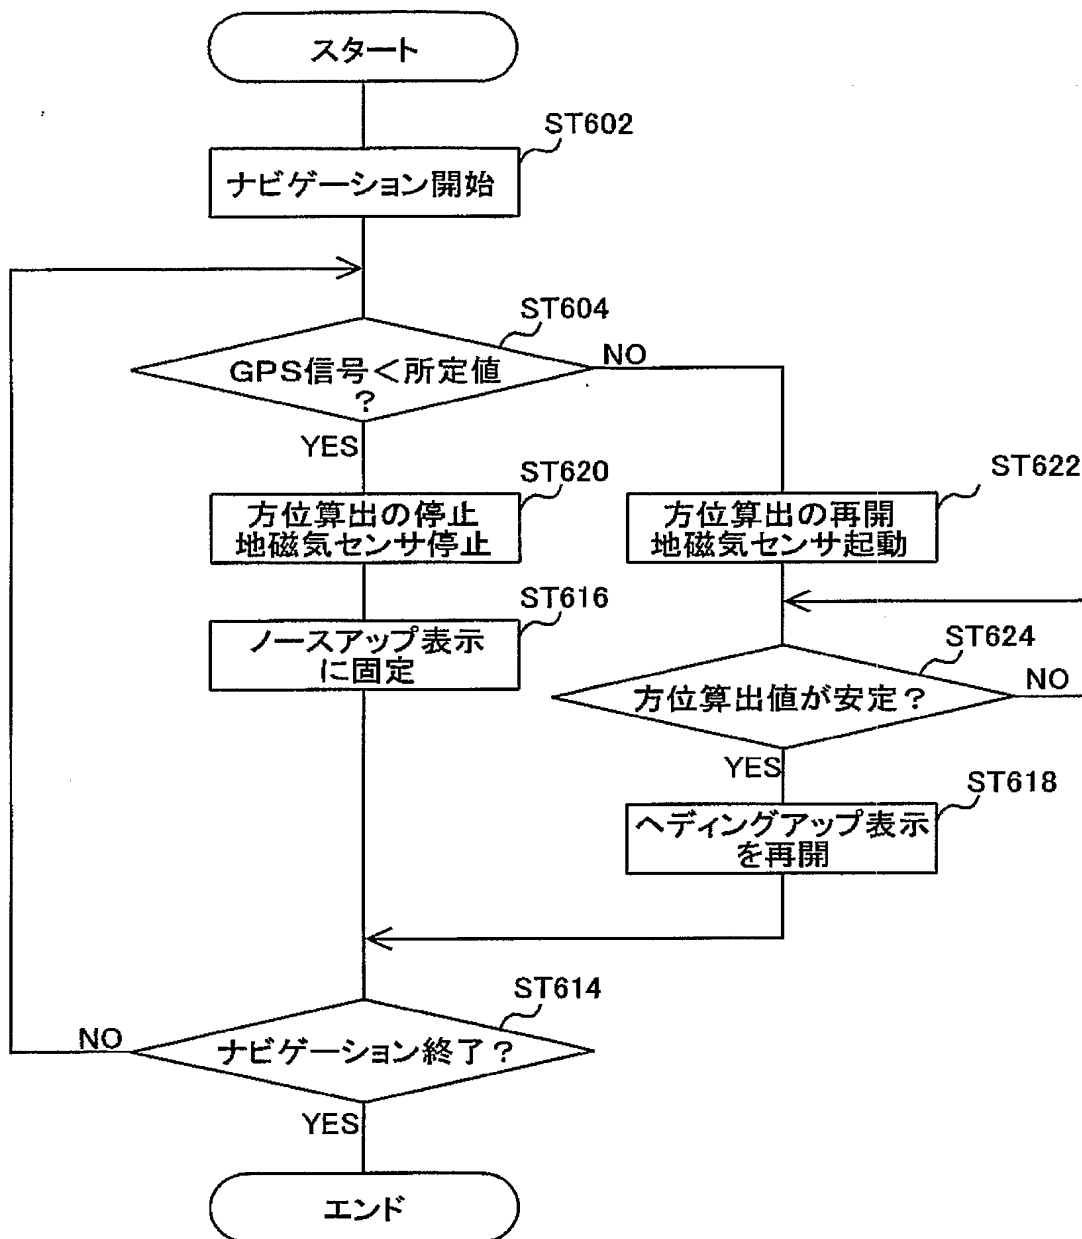 スタート
ST602
ナビゲーション開始
ST604
GPS信号<所定値
?
NO
YES
ST620
方位算出の停止
地磁気センサ停止
ST622
方位算出の再開
地磁気センサ起動
ST616
ノースアップ表示
に固定
ST624
方位算出値が安定?
NO
YES
ST618
ヘディングアップ表示
を再開
ST614
ナビゲーション終了?
NO
YES
エンド